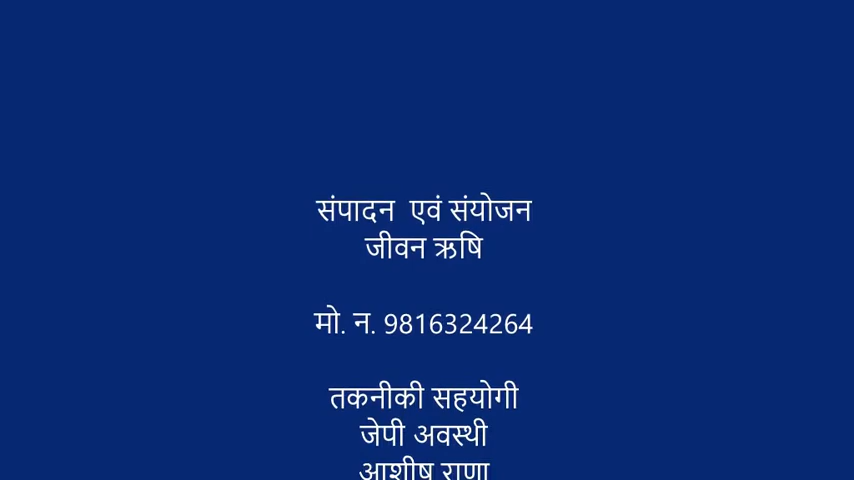 संपादन एवं संयोजन
जीवन ऋषि
मो. न. 9816324264
तकनीकी सहयोगी
जेपी अवस्थी
आशीष राणा